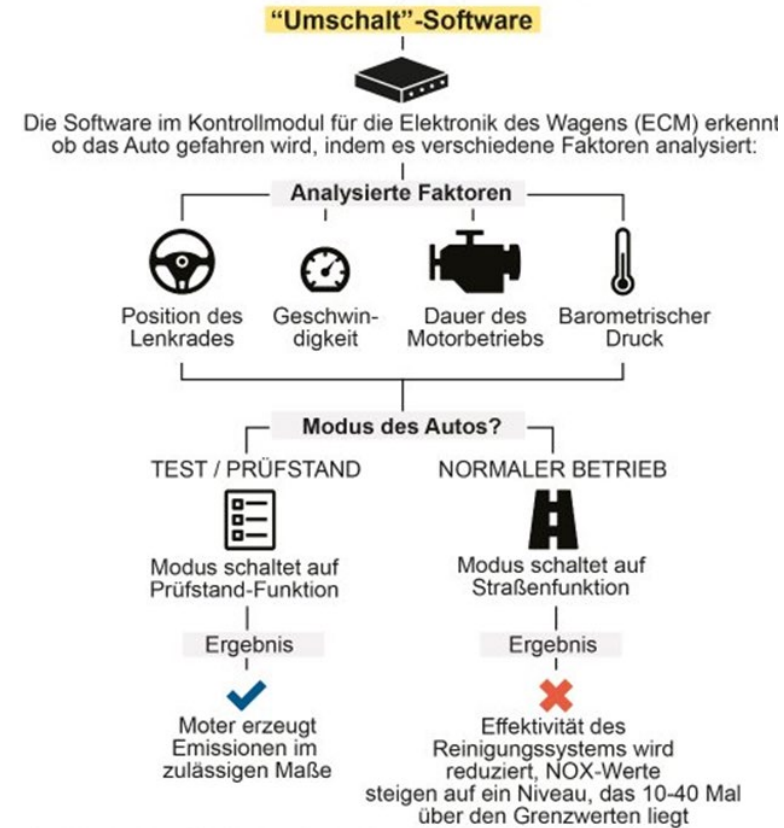 “Umschalt”-Software
Die Software im Kontrollmodul für die Elektronik des Wagens (ECM) erkennt
ob das Auto gefahren wird, indem es verschiedene Faktoren analysiert:
Analysierte Faktoren
Position des
Lenkrades
Geschwin-
digkeit
Dauer des
Motorbetriebs
Barometrischer
Druck
Modus des Autos?
TEST / PRÜFSTAND
Modus schaltet auf
Prüfstand-Funktion
Ergebnis
Moter erzeugt
Emissionen im
zulässigen Maße
NORMALER BETRIEB
Modus schaltet auf
Straßenfunktion
Ergebnis
Effektivität des
Reinigungssystems wird
reduziert, NOX-Werte
steigen auf ein Niveau, das 10-40 Mal
über den Grenzwerten liegt